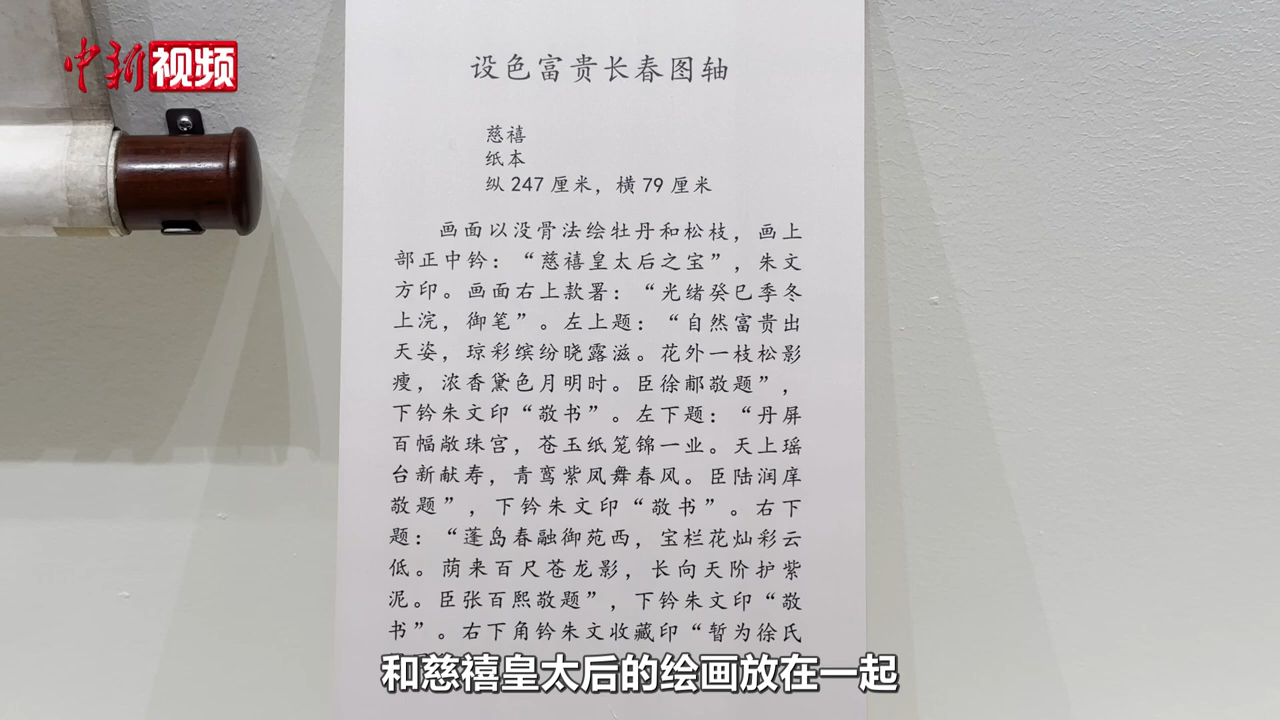 中新视频
设色富贵长春图轴
慈禧
纸本
纵 247 厘米，横 79 厘米
画面以没骨法绘牡丹和松枝，画上
部正中钤：“慈禧皇太后之宝”，朱文
方印。画面右上款署：“光绪癸巳季冬
上浣，御笔”。左上题：“自然富贵出
天姿，琼彩缤纷晓露滋。花外一枝松影
瘦，浓香黛色月明时。臣徐郙敬题”，
下钤朱文印“敬书”。左下题：“丹屏
百幅敞珠宫，苍玉纸笼锦一业。天上瑶
台新献寿，青鸾紫凤舞春风。臣陆润庠
敬题”，下钤朱文印“敬书”。右下
题：“蓬岛春融御苑西，宝栏花灿彩云
低。荫来百尺苍龙影，长向天阶护紫
泥。臣张百熙敬题”，下钤朱文印“敬
书”。右下角钤朱文收藏印“暂为徐氏
和慈禧皇太后的绘画放在一起